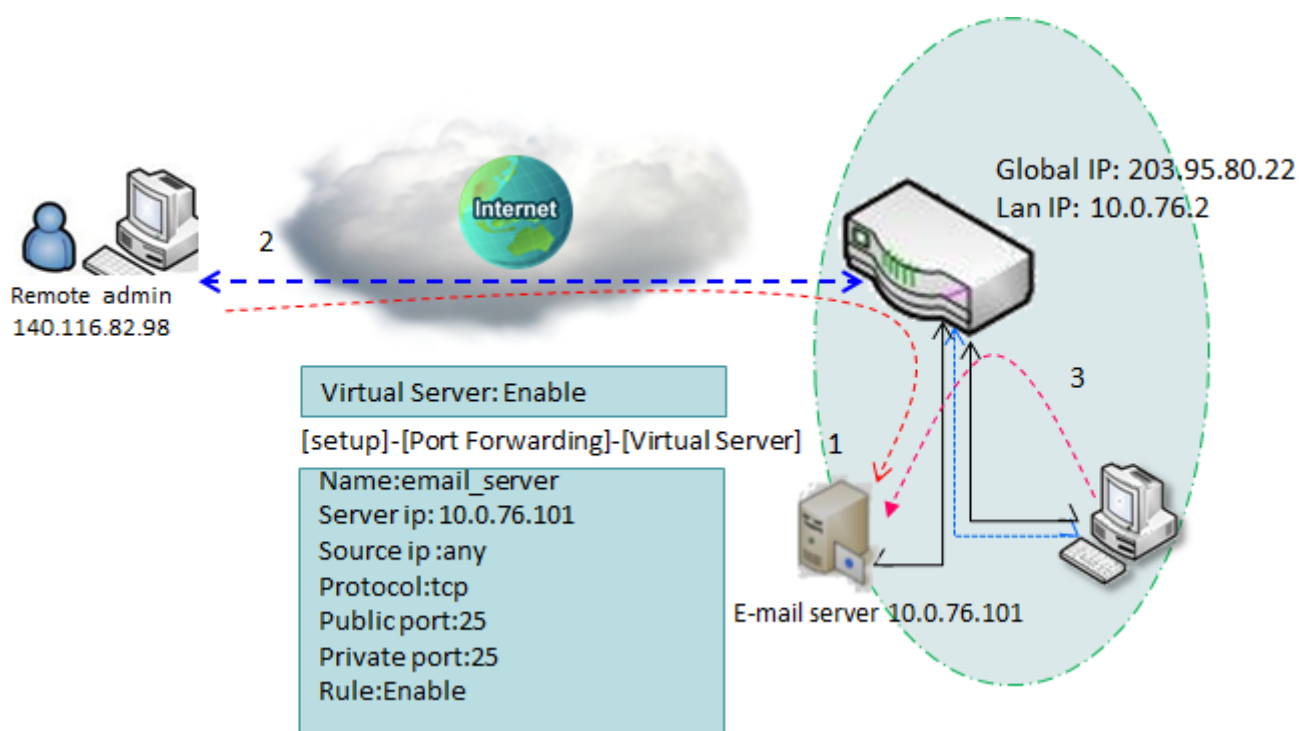 Global IP: 203.95.80.22
Lan IP: 10.0.76.2
Internet
2
Remote admin
140.116.82.98
3
Virtual Server: Enable
[setup]-[Port Forwarding]-[Virtual Server]
1
Name:email_server
Server ip: 10.0.76.101
Source ip :any
Protocol:tcp
Public port:25
Private port:25
Rule:Enable
E-mail server 10.0.76.101